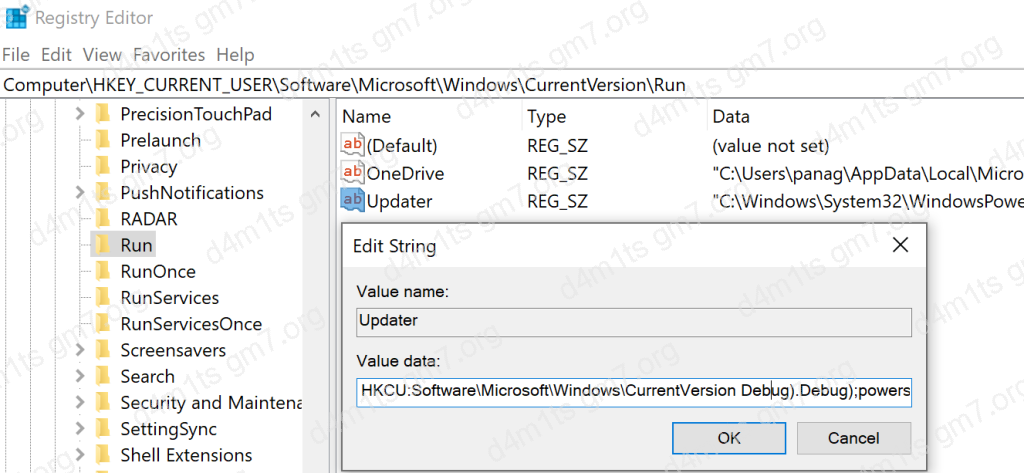 Registry Editor
File Edit View Favorites Help
Computer\HKEY_CURRENT_USER\Software\Microsoft\Windows\CurrentVersion\Run
PrecisionTouchPad
Prelaunch
Privacy
PushNotifications
RADAR
Run
RunOnce
RunServices
RunServicesOnce
Screensavers
Search
Security and Maintena
SettingSync
Shell Extensions
Name Type Data
(Default) REG_SZ (value not set)
OneDrive REG_SZ "C:\Users\panag\AppData\Local\Micro
Updater REG_SZ "C:\Windows\System32\WindowsPowe
Edit String
Value name:
Updater
Value data:
HKCU:Software\Microsoft\Windows\CurrentVersion Debug).Debug);powers
OK Cancel
d4m1ts gm7.org